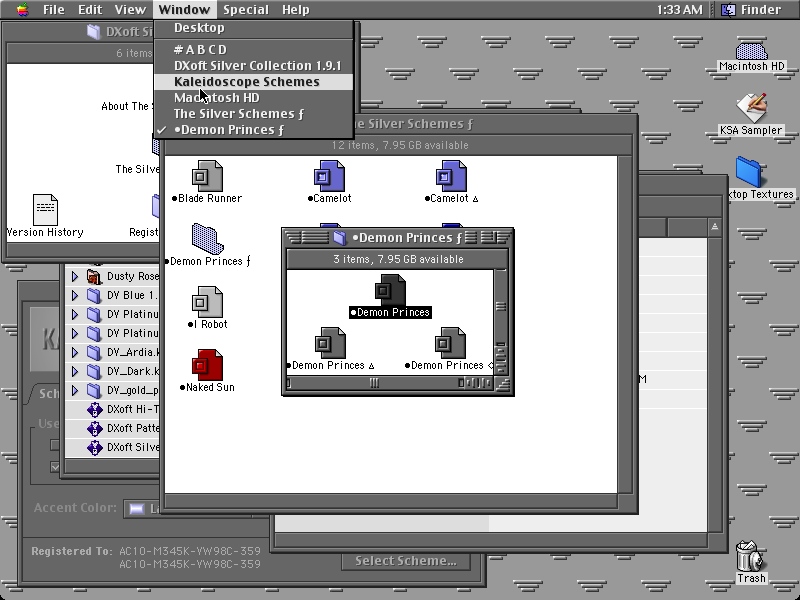 File Edit View Window Special Help
1:33 AM Finder
Desktop
# A B C D
DXoft Silver Collection 1.9.1
Kaleidoscope Schemes
Macintosh HD
The Silver Schemes ƒ
✓ •Demon Princes ƒ
DXoft Si
6 items
About The S
The Silve
Version History
Regist
e Silver Schemes ƒ
12 items, 7.95 GB available
•Blade Runner
•Camelot
•Camelot △
•Demon Princes ƒ
•I Robot
•Naked Sun
•Demon Princes ƒ
3 items, 7.95 GB available
•Demon Princes
•Demon Princes △
•Demon Princes ◇
Dusty Rose
DV Blue 1.
DV Platinu
DV Platinu
DV_Ardia.k
DV_Dark.k
DV_gold_p
DXoft Hi-T
DXoft Patte
DXoft Silve
M
KA
Sch
Use
Accent Color: L
Registered To: AC10-M345K-YW98C-359
AC10-M345K-YW98C-359
Select Scheme...
Macintosh HD
KSA Sampler
ktop Textures
Trash